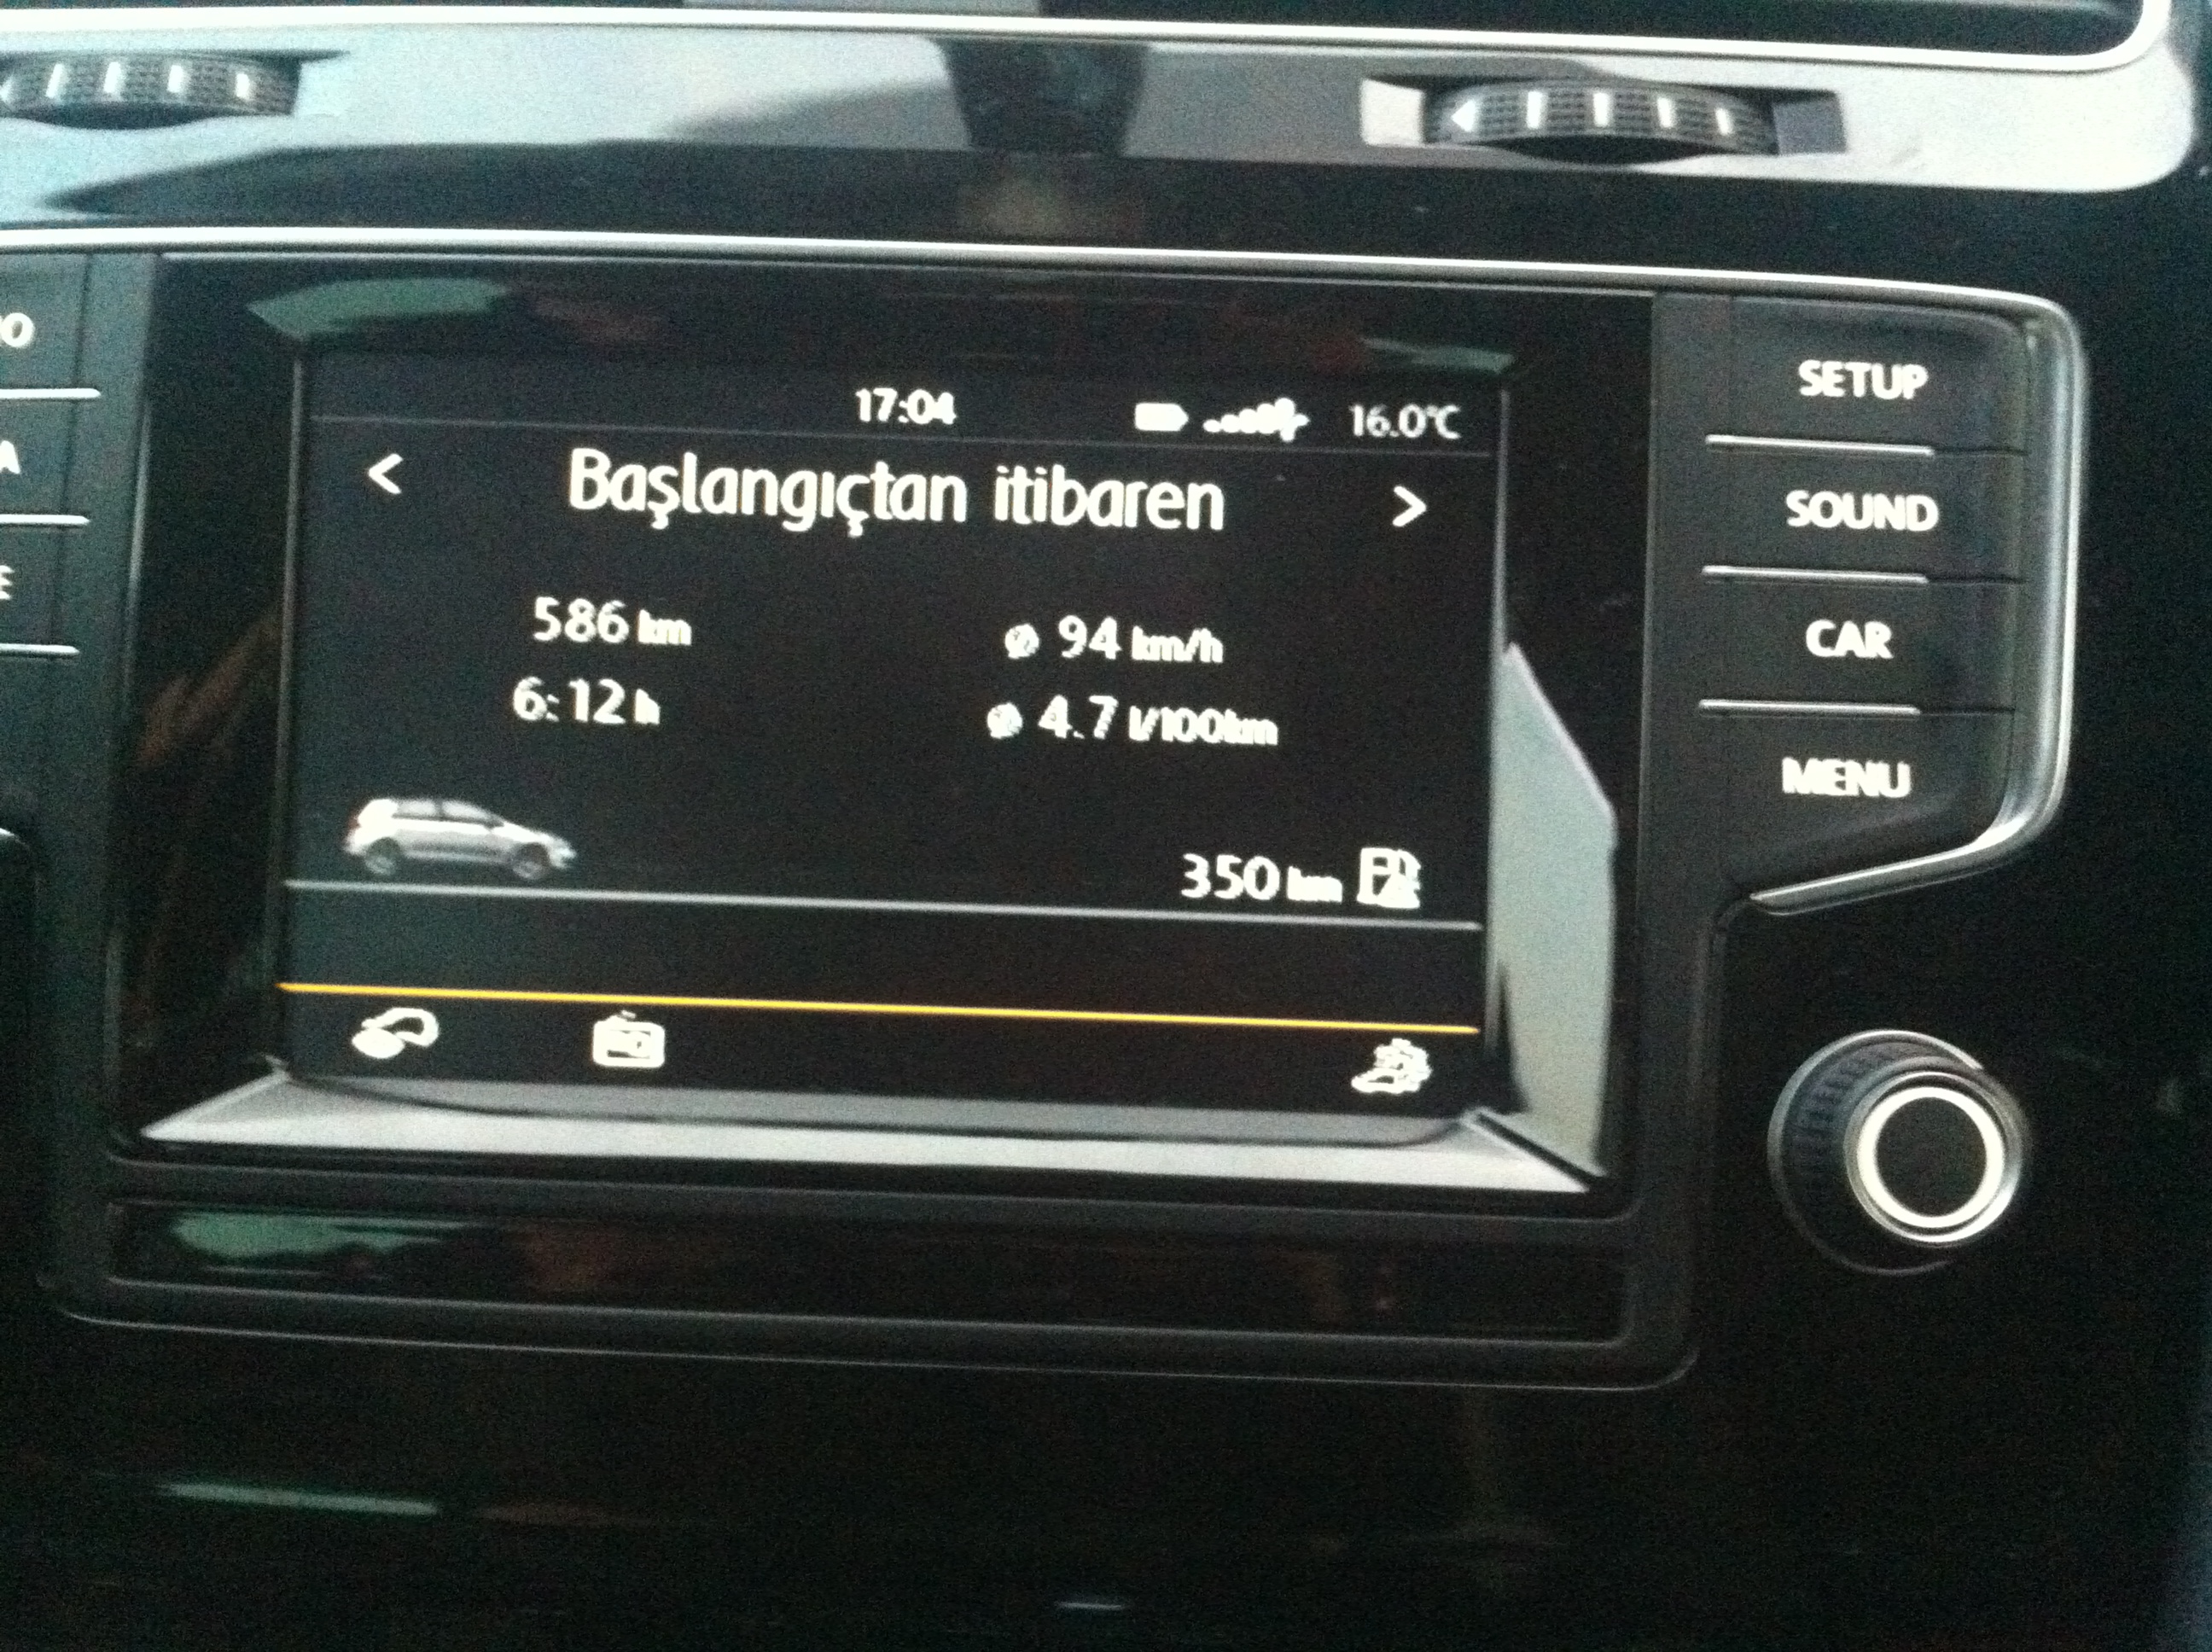 17:04 16.0°C
< Başlangıçtan itibaren >
586 km 94 km/h
6:12 h 4.7 l/100km
350 km
SETUP
SOUND
CAR
MENU